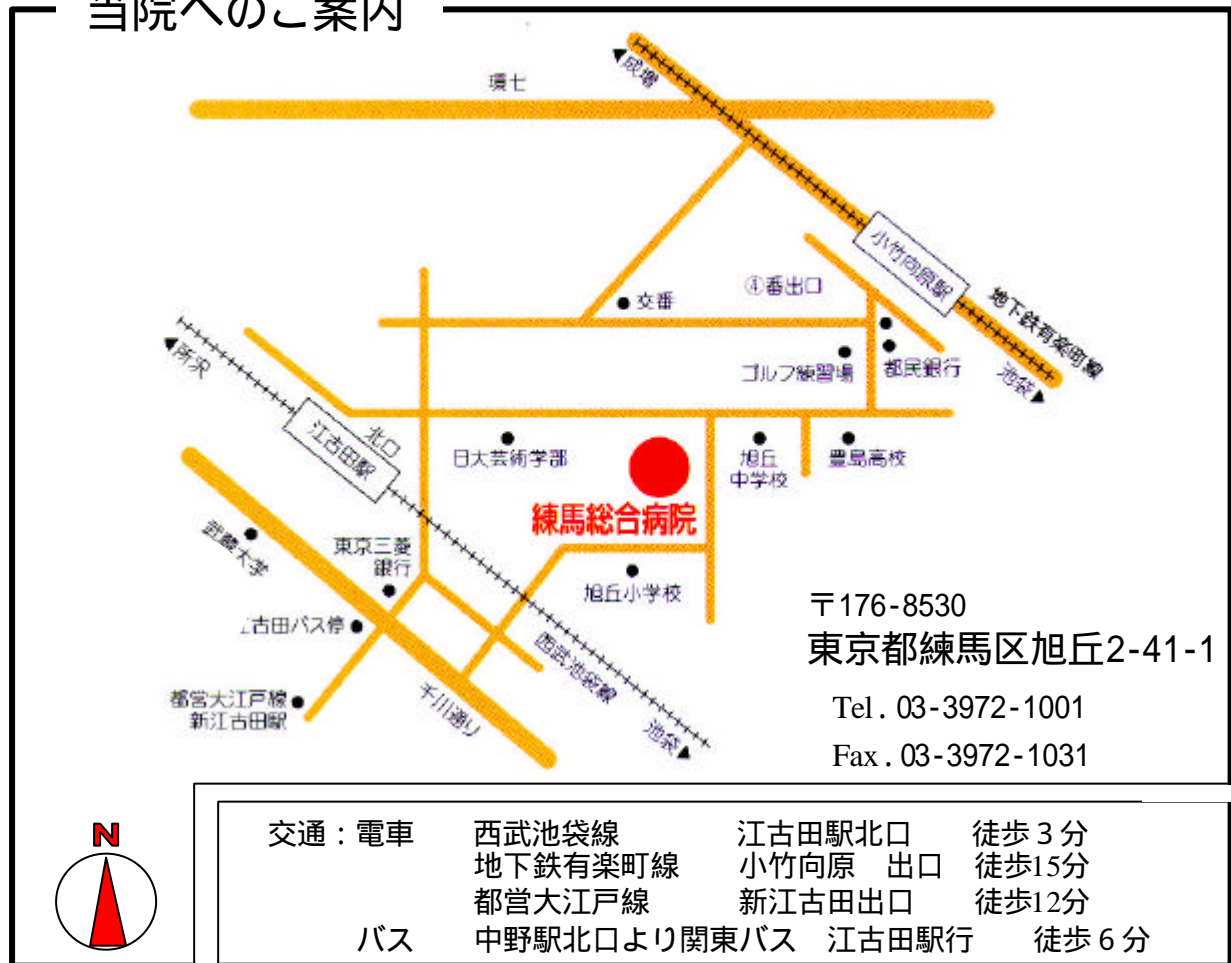 当院へのご案内
▲成増
環七
小竹向原駅
地下鉄有楽町線
池袋▶
④番出口
交番
ゴルフ練習場
都民銀行
◀所沢
江古田駅
北口
日大芸術学部
旭丘
中学校
豊島高校
練馬総合病院
武蔵大学
東京三菱
銀行
旭丘小学校
江古田バス停
西武池袋線
都営大江戸線
新江古田駅
千川通り
池袋▶
〒176-8530
東京都練馬区旭丘2-41-1
Tel. 03-3972-1001
Fax. 03-3972-1031
N
交通：電車 西武池袋線 江古田駅北口 徒歩３分
地下鉄有楽町線 小竹向原 出口 徒歩15分
都営大江戸線 新江古田出口 徒歩12分
バス 中野駅北口より関東バス 江古田駅行 徒歩６分